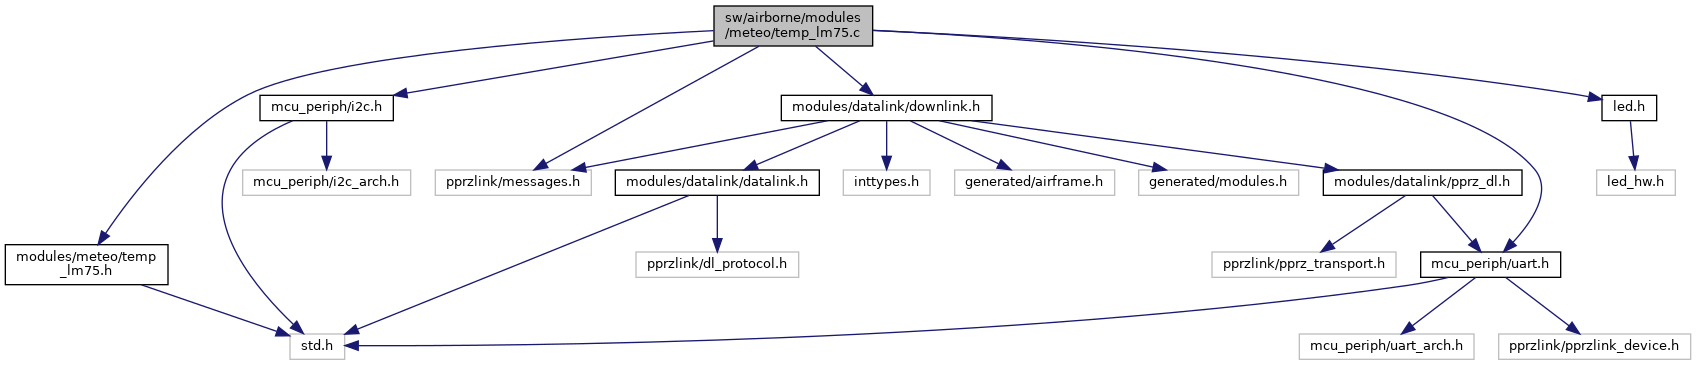 sw/airborne/modules
/meteo/temp_lm75.c
mcu_periph/i2c.h
modules/datalink/downlink.h
led.h
mcu_periph/i2c_arch.h
pprzlink/messages.h
modules/datalink/datalink.h
inttypes.h
generated/airframe.h
generated/modules.h
modules/datalink/pprz_dl.h
led_hw.h
modules/meteo/temp
_lm75.h
pprzlink/dl_protocol.h
pprzlink/pprz_transport.h
mcu_periph/uart.h
std.h
mcu_periph/uart_arch.h
pprzlink/pprzlink_device.h